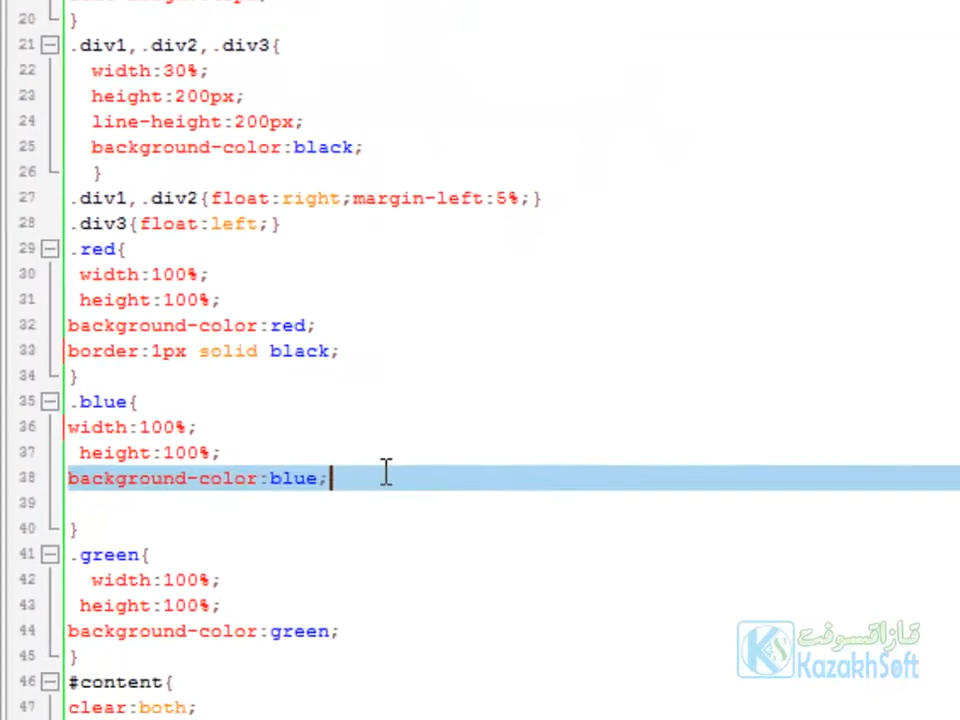 20 }
21 .div1,.div2,.div3{
22 width:30%;
23 height:200px;
24 line-height:200px;
25 background-color:black;
26 }
27 .div1,.div2{float:right;margin-left:5%;}
28 .div3{float:left;}
29 .red{
30 width:100%;
31 height:100%;
32 background-color:red;
33 border:1px solid black;
34 }
35 .blue{
36 width:100%;
37 height:100%;
38 background-color:blue;
39
40 }
41 .green{
42 width:100%;
43 height:100%;
44 background-color:green;
45 }
46 #content{
47 clear:both;
قازاقسوفت
KS KazakhSoft